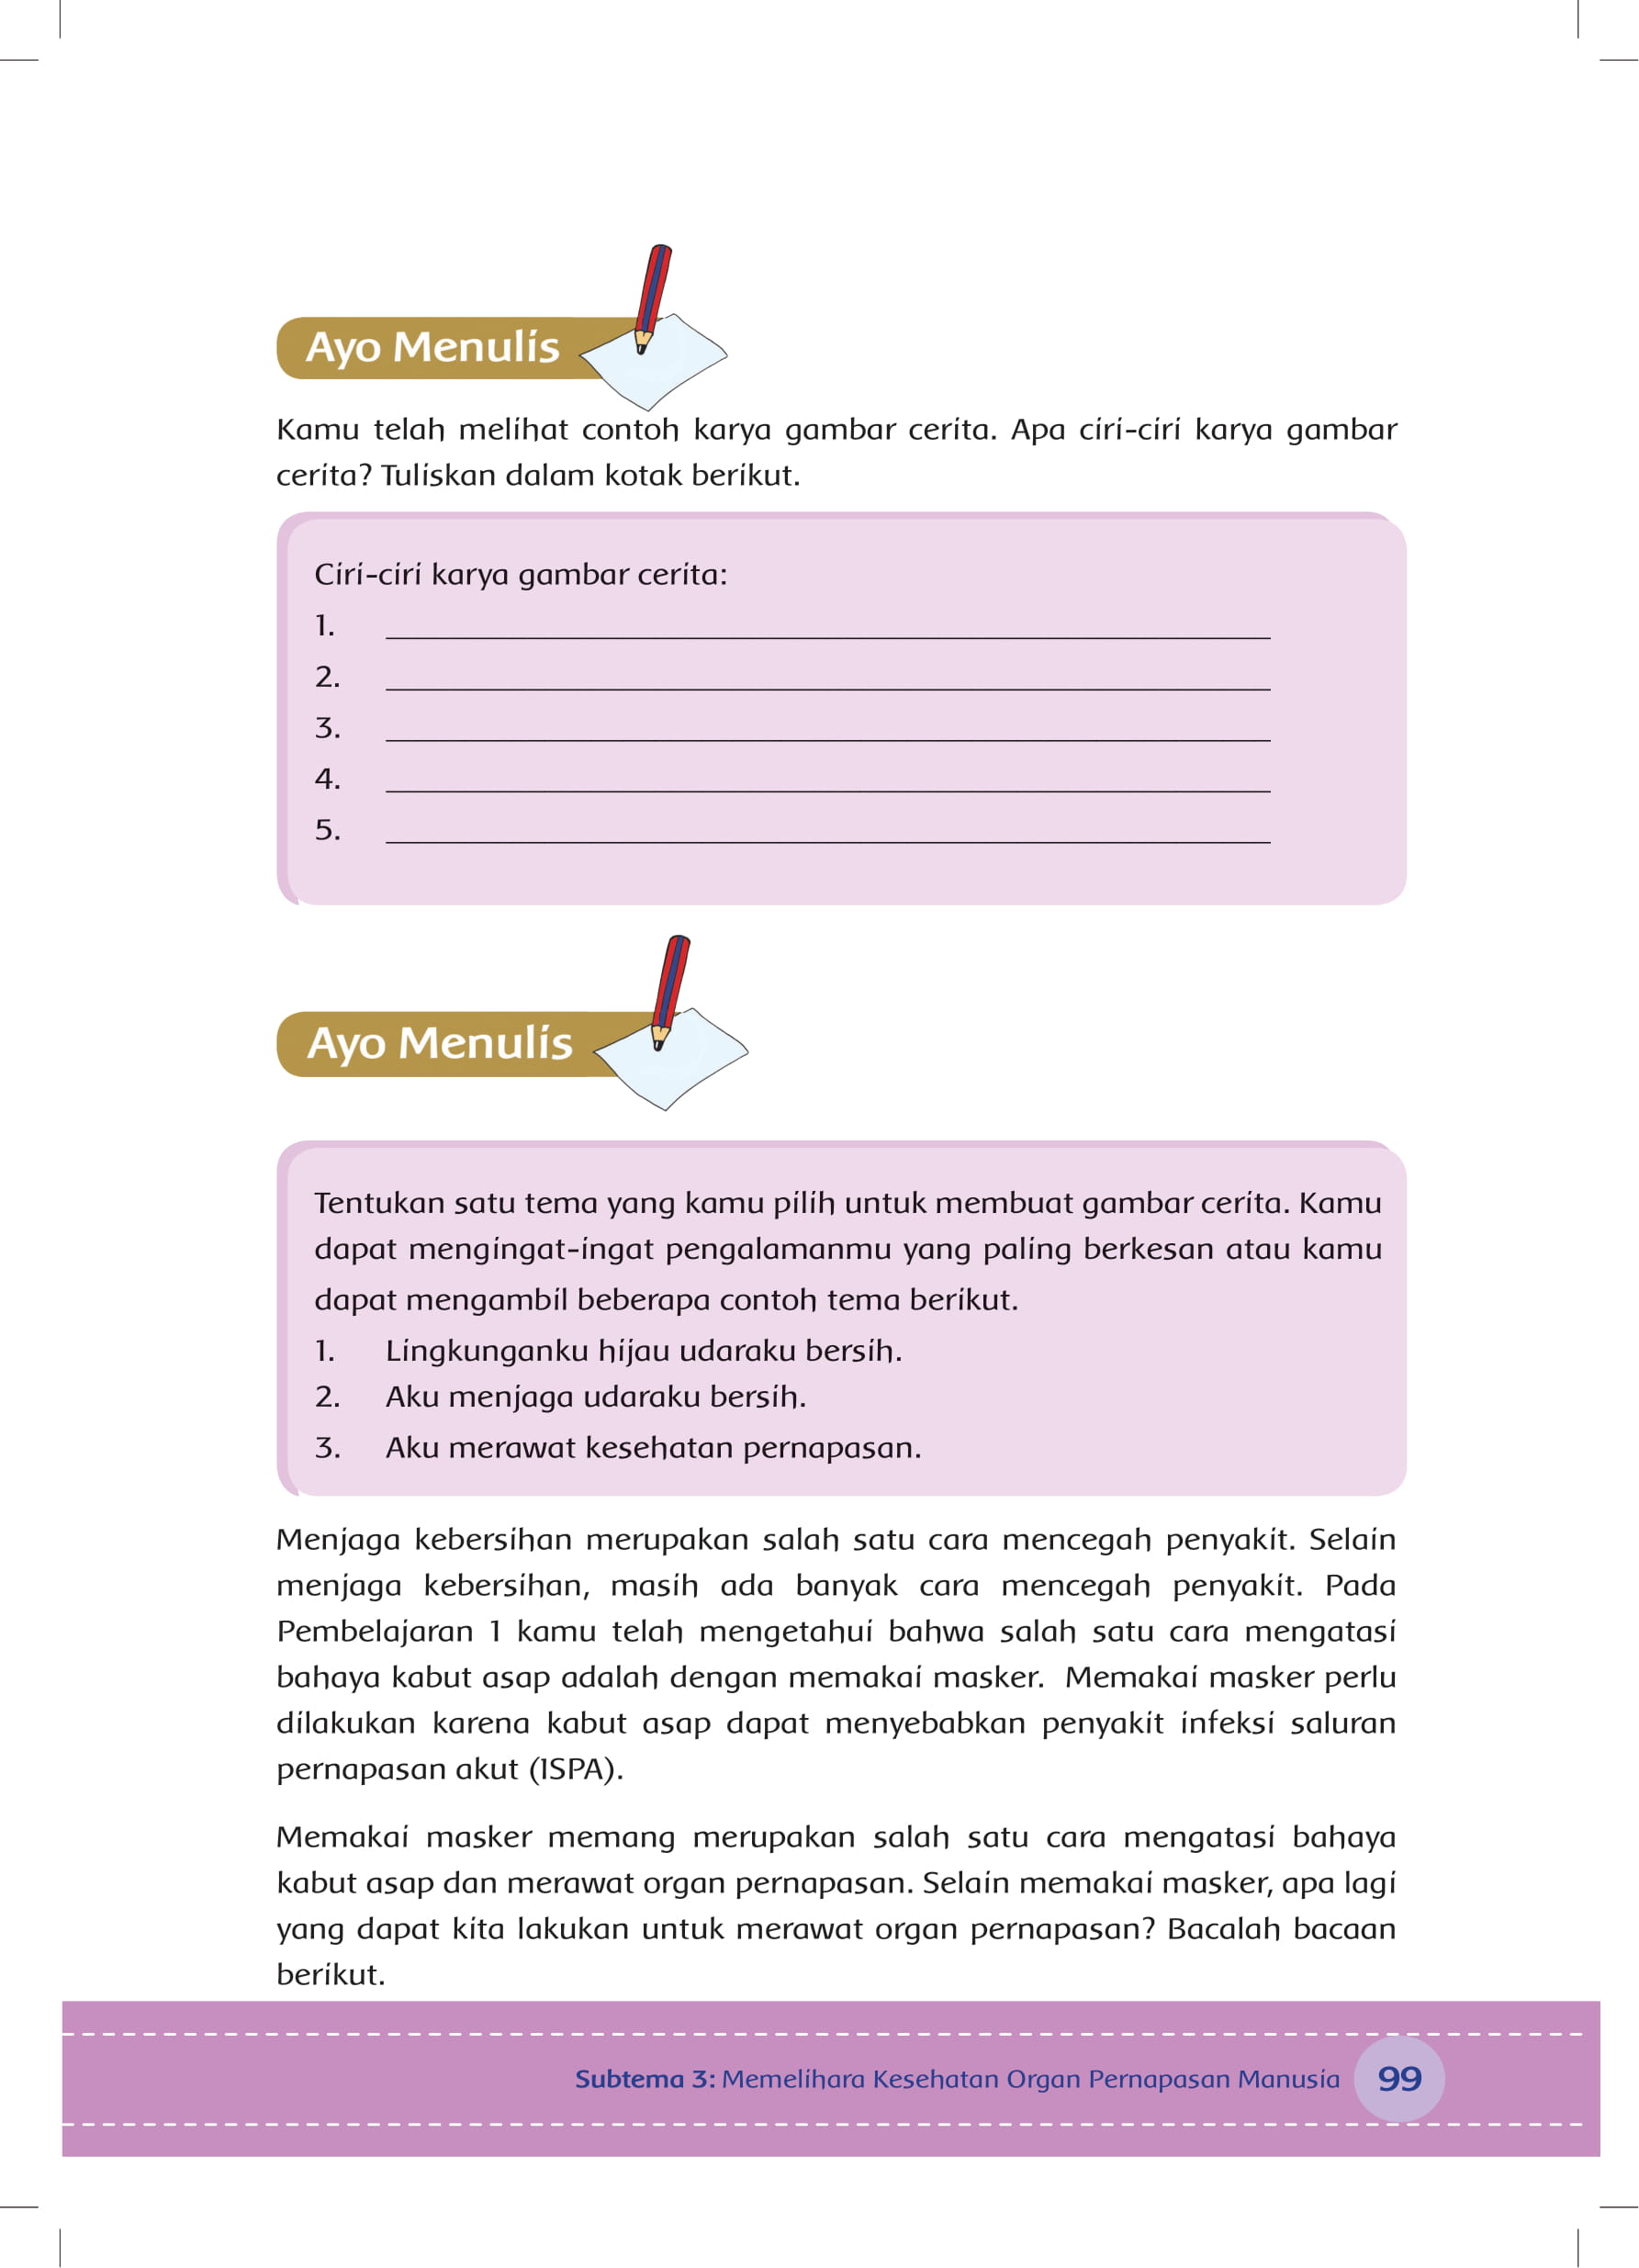 Ayo Menulis
Kamu telah melihat contoh karya gambar cerita. Apa ciri-ciri karya gambar
cerita? Tuliskan dalam kotak berikut.
Ciri-ciri karya gambar cerita:
1.
2.
3.
4.
5.
Ayo Menulis
Tentukan satu tema yang kamu pilih untuk membuat gambar cerita. Kamu
dapat mengingat-ingat pengalamanmu yang paling berkesan atau kamu
dapat mengambil beberapa contoh tema berikut.
1. Lingkunganku hijau udaraku bersih.
2. Aku menjaga udaraku bersih.
3. Aku merawat kesehatan pernapasan.
Menjaga kebersihan merupakan salah satu cara mencegah penyakit. Selain
menjaga kebersihan, masih ada banyak cara mencegah penyakit. Pada
Pembelajaran 1 kamu telah mengetahui bahwa salah satu cara mengatasi
bahaya kabut asap adalah dengan memakai masker. Memakai masker perlu
dilakukan karena kabut asap dapat menyebabkan penyakit infeksi saluran
pernapasan akut (ISPA).
Memakai masker memang merupakan salah satu cara mengatasi bahaya
kabut asap dan merawat organ pernapasan. Selain memakai masker, apa lagi
yang dapat kita lakukan untuk merawat organ pernapasan? Bacalah bacaan
berikut.
Subtema 3: Memelihara Kesehatan Organ Pernapasan Manusia 99